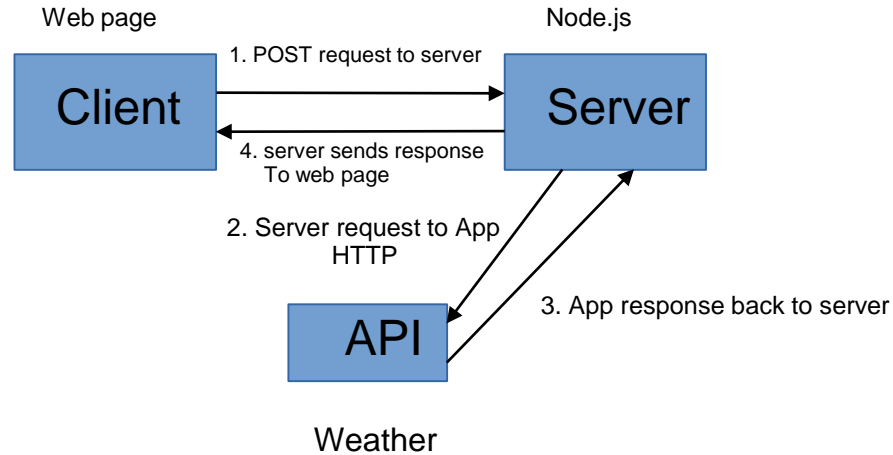 Web page
Node.js
1. POST request to server
Client
Server
4. server sends response
To web page
2. Server request to App
HTTP
3. App response back to server
API
Weather